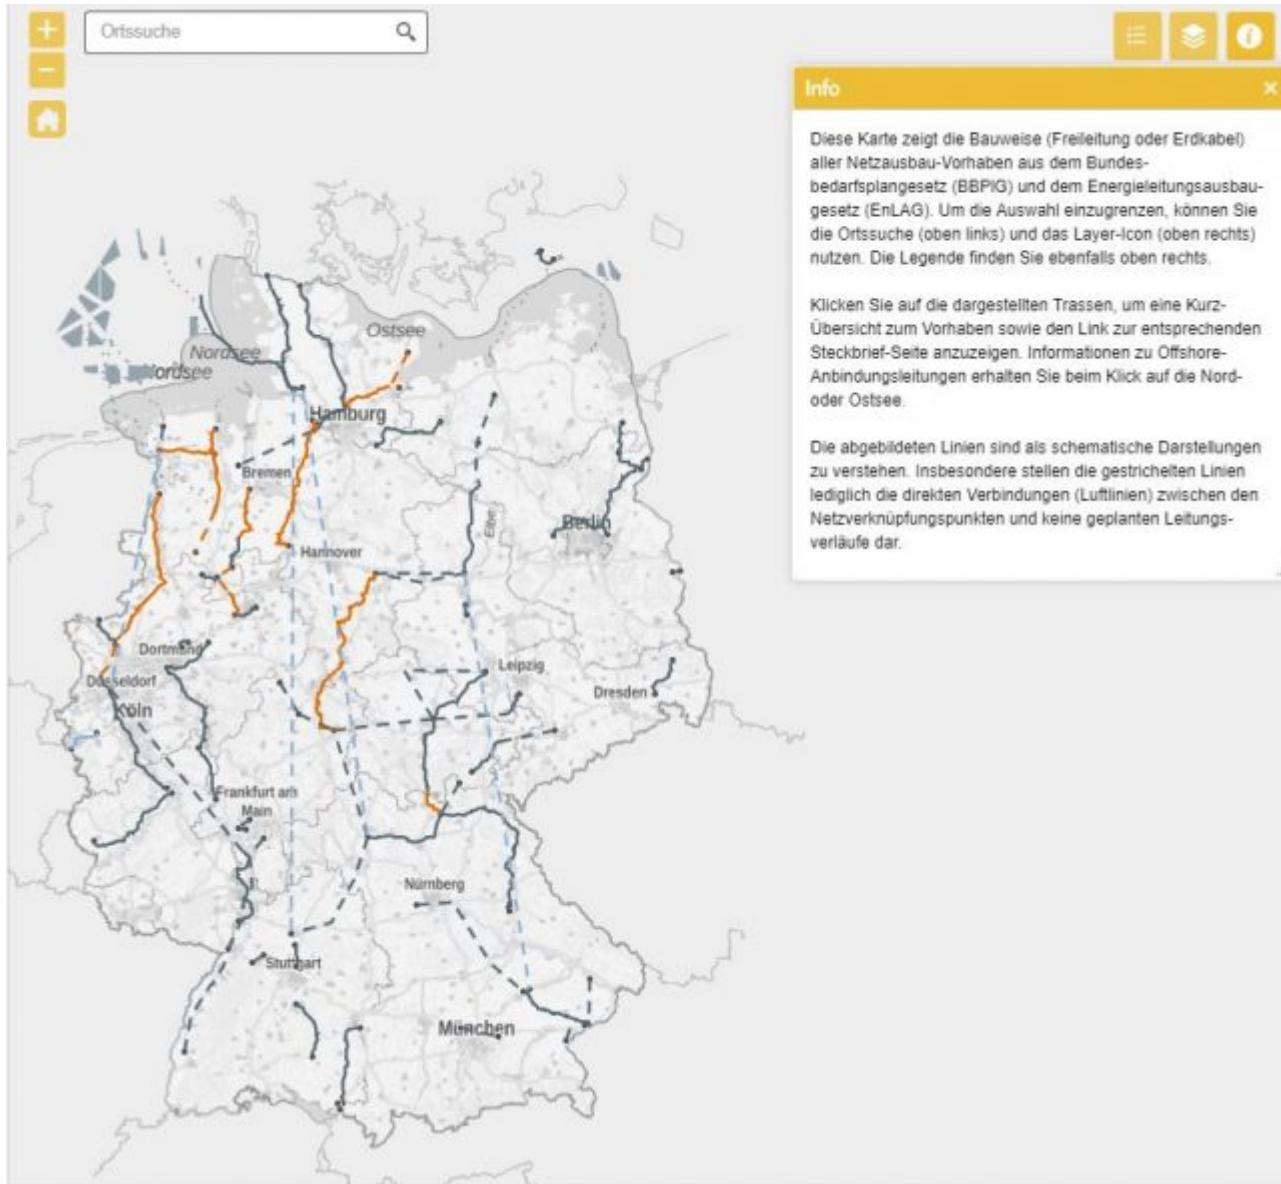 Ortssuche
Info
Diese Karte zeigt die Bauweise (Freileitung oder Erdkabel)
aller Netzausbau-Vorhaben aus dem Bundes-
bedarfsplangesetz (BBPlG) und dem Energieleitungsausbau-
gesetz (EnLAG). Um die Auswahl einzugrenzen, können Sie
die Ortssuche (oben links) und das Layer-Icon (oben rechts)
nutzen. Die Legende finden Sie ebenfalls oben rechts.
Klicken Sie auf die dargestellten Trassen, um eine Kurz-
Übersicht zum Vorhaben sowie den Link zur entsprechenden
Steckbrief-Seite anzuzeigen. Informationen zu Offshore-
Anbindungsleitungen erhalten Sie beim Klick auf die Nord-
oder Ostsee.
Die abgebildeten Linien sind als schematische Darstellungen
zu verstehen. Insbesondere stellen die gestrichelten Linien
lediglich die direkten Verbindungen (Luftlinien) zwischen den
Netzverknüpfungspunkten und keine geplanten Leitungs-
verläufe dar.
Ostsee
Nordsee
Nordsee
Hamburg
Bremen
Elbe
Berlin
Hannover
Dortmund
Leipzig
Düsseldorf
Dresden
Köln
Frankfurt am
Main
Nürnberg
Stuttgart
München